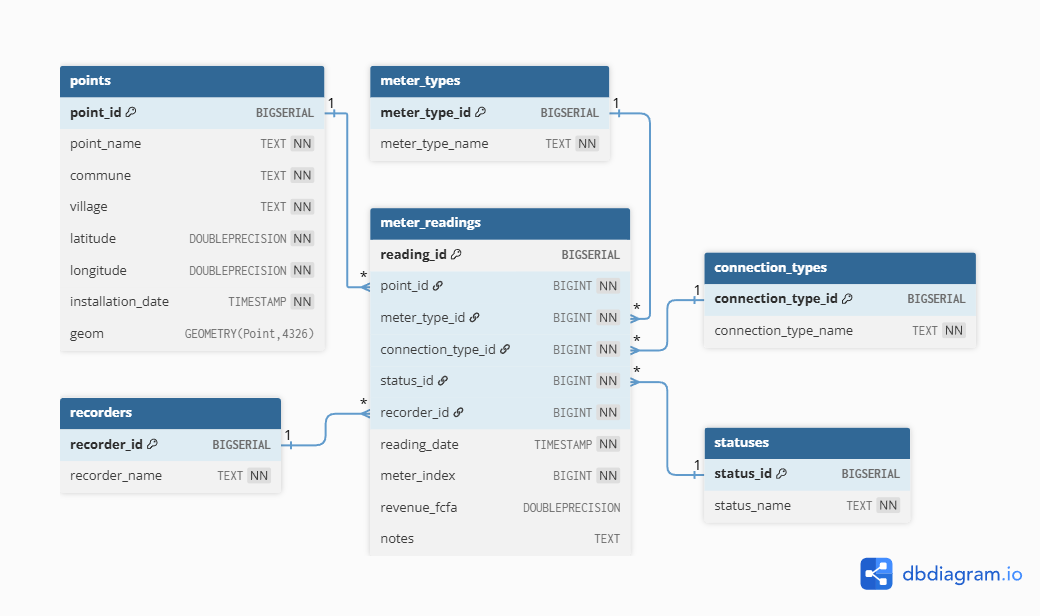 points
point_id BIGSERIAL
point_name TEXT NN
commune TEXT NN
village TEXT NN
latitude DOUBLEPRECISION NN
longitude DOUBLEPRECISION NN
installation_date TIMESTAMP NN
geom GEOMETRY(Point,4326)
1
*
meter_types
meter_type_id BIGSERIAL
meter_type_name TEXT NN
1
*
meter_readings
reading_id BIGSERIAL
point_id BIGINT NN
meter_type_id BIGINT NN
connection_type_id BIGINT NN
status_id BIGINT NN
recorder_id BIGINT NN
reading_date TIMESTAMP NN
meter_index BIGINT NN
revenue_fcfa DOUBLEPRECISION
notes TEXT
*
1
connection_types
connection_type_id BIGSERIAL
connection_type_name TEXT NN
recorders
recorder_id BIGSERIAL
recorder_name TEXT NN
1
*
*
1
statuses
status_id BIGSERIAL
status_name TEXT NN
dbdiagram.io